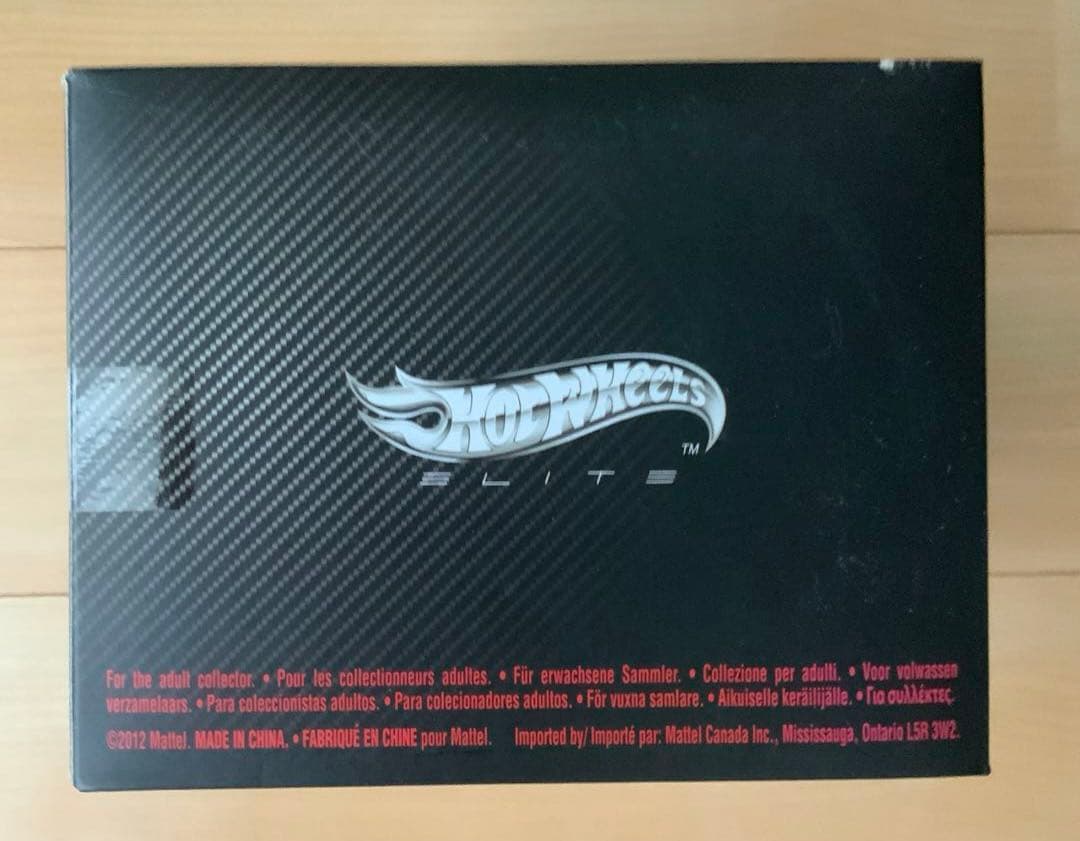 Hot Wheels
TM
ELITE
For the adult collector. • Pour les collectionneurs adultes. • Für erwachsene Sammler. • Collezione per adulti. • Voor volwassen
verzamelaars. • Para coleccionistas adultos. • Para colecionadores adultos. • För vuxna samlare. • Aikuiselle keräilijälle. • Για συλλέκτες.
©2012 Mattel. MADE IN CHINA. • FABRIQUÉ EN CHINE pour Mattel. Imported by/ Importé par: Mattel Canada Inc., Mississauga, Ontario L5R 3W2.